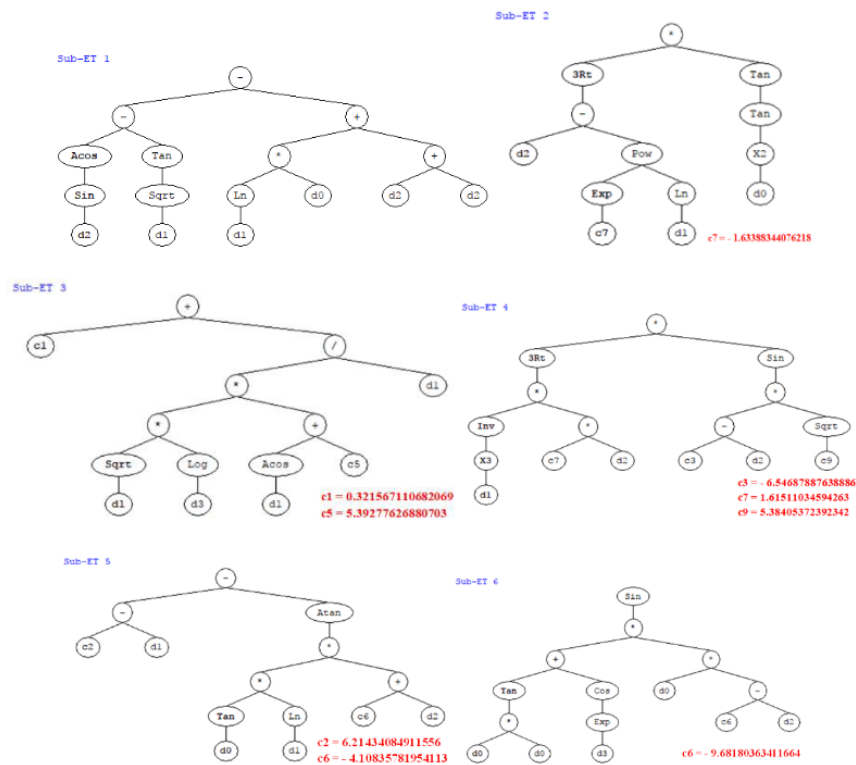 Sub-ET 1
-
- +
Acos Tan * +
Sin Sqrt Ln d0 d2 d2
d2 d1 d1
Sub-ET 2
*
3Rt Tan
- Tan
d2 Pow X2
Exp Ln d0
c7 d1
c7 = - 1.63388344076218
Sub-ET 3
+
c1 /
* d1
* +
Sqrt Log Acos c5
d1 d3 d1
c1 = 0.321567110682069
c5 = 5.39277626880703
Sub-ET 4
*
3Rt Sin
* *
Inv * - Sqrt
X3 c7 d2 c3 d2 c9
d1
c3 = - 6.54687887638886
c7 = 1.61511034594263
c9 = 5.38405372392342
Sub-ET 5
-
- Atan
c2 d1 *
* +
Tan Ln c6 d2
d0 d1
c2 = 6.21434084911556
c6 = - 4.10835781954113
Sub-ET 6
Sin
*
+ *
Tan Cos d0 -
* Exp c6 d2
d0 d0 d3
c6 = - 9.68180363411664